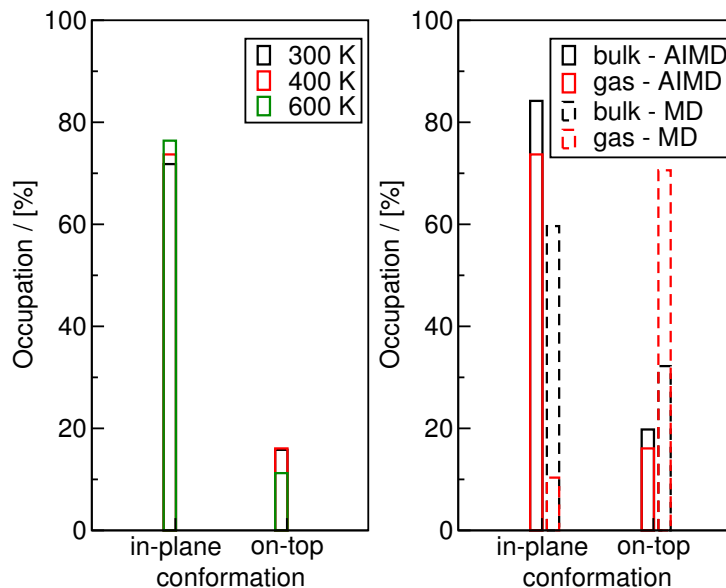 100
80
60
40
20
0
Occupation / [%]
300 K
400 K
600 K
in-plane
on-top
conformation
100
80
60
40
20
0
Occupation / [%]
bulk - AIMD
gas - AIMD
bulk - MD
gas - MD
in-plane
on-top
conformation